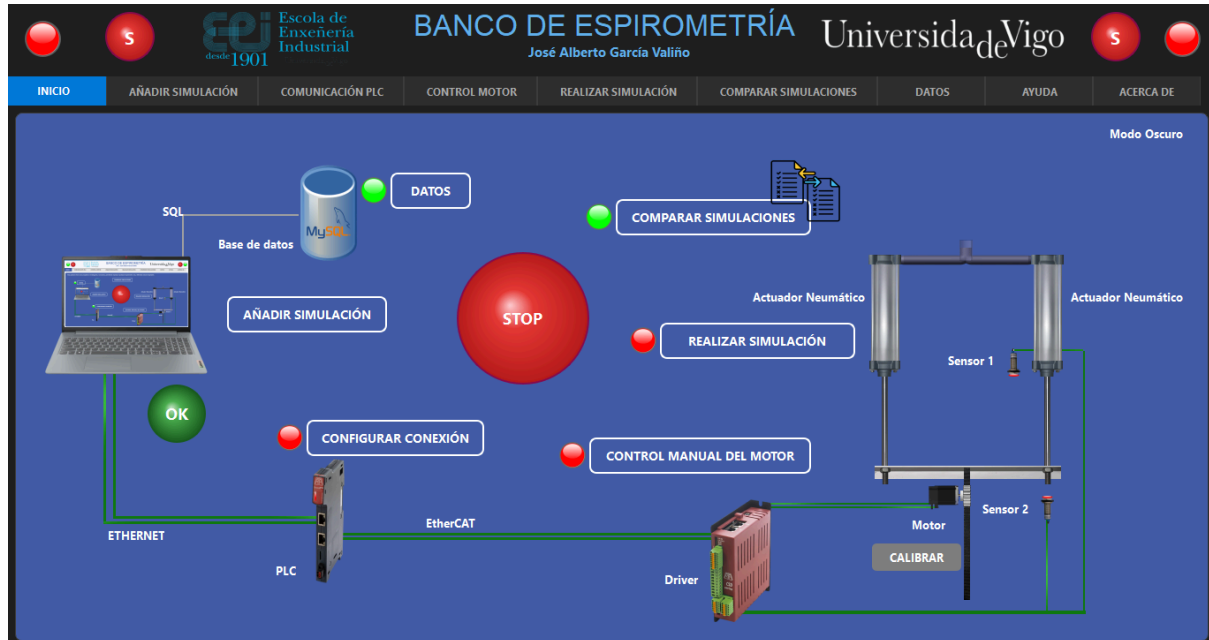 S
Escola de
Enxeñería
Industrial
desde 1901
BANCO DE ESPIROMETRÍA
José Alberto García Valiño
Universidade Vigo
S
INICIO
AÑADIR SIMULACIÓN
COMUNICACIÓN PLC
CONTROL MOTOR
REALIZAR SIMULACIÓN
COMPARAR SIMULACIONES
DATOS
AYUDA
ACERCA DE
Modo Oscuro
SQL
Base de datos
MySQL
DATOS
COMPARAR SIMULACIONES
AÑADIR SIMULACIÓN
STOP
Actuador Neumático
Actuador Neumático
REALIZAR SIMULACIÓN
Sensor 1
OK
CONFIGURAR CONEXIÓN
CONTROL MANUAL DEL MOTOR
ETHERNET
EtherCAT
PLC
Driver
Motor
Sensor 2
CALIBRAR